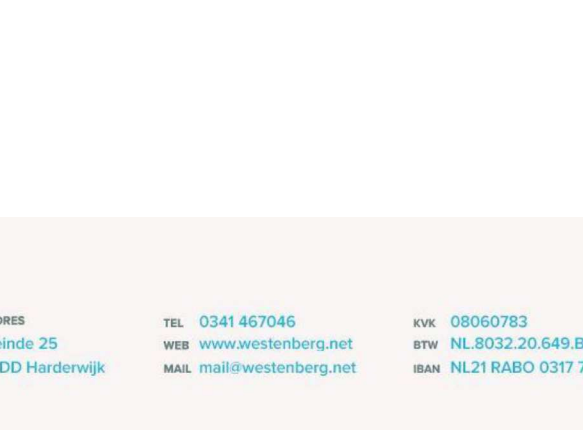 DRES TEL 0341 467046 KVK 08060783
einde 25 WEB www.westenberg.net BTW NL.8032.20.649.B
DD Harderwijk MAIL mail@westenberg.net IBAN NL21 RABO 0317 7